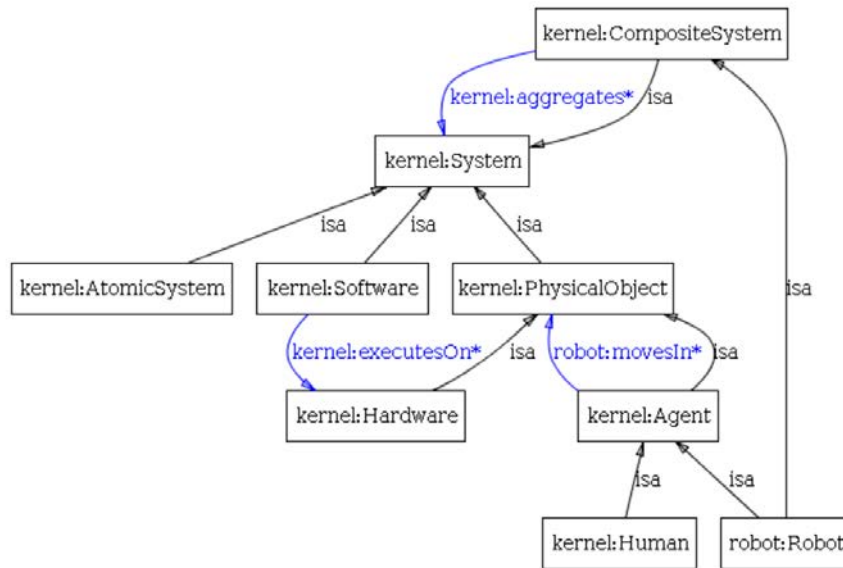 kernel:CompositeSystem
kernel:aggregates*
isa
kernel:System
isa
isa
isa
kernel:AtomicSystem
kernel:Software
kernel:PhysicalObject
isa
kernel:executesOn*
isa
robot:movesIn*
isa
kernel:Hardware
kernel:Agent
isa
isa
kernel:Human
robot:Robot